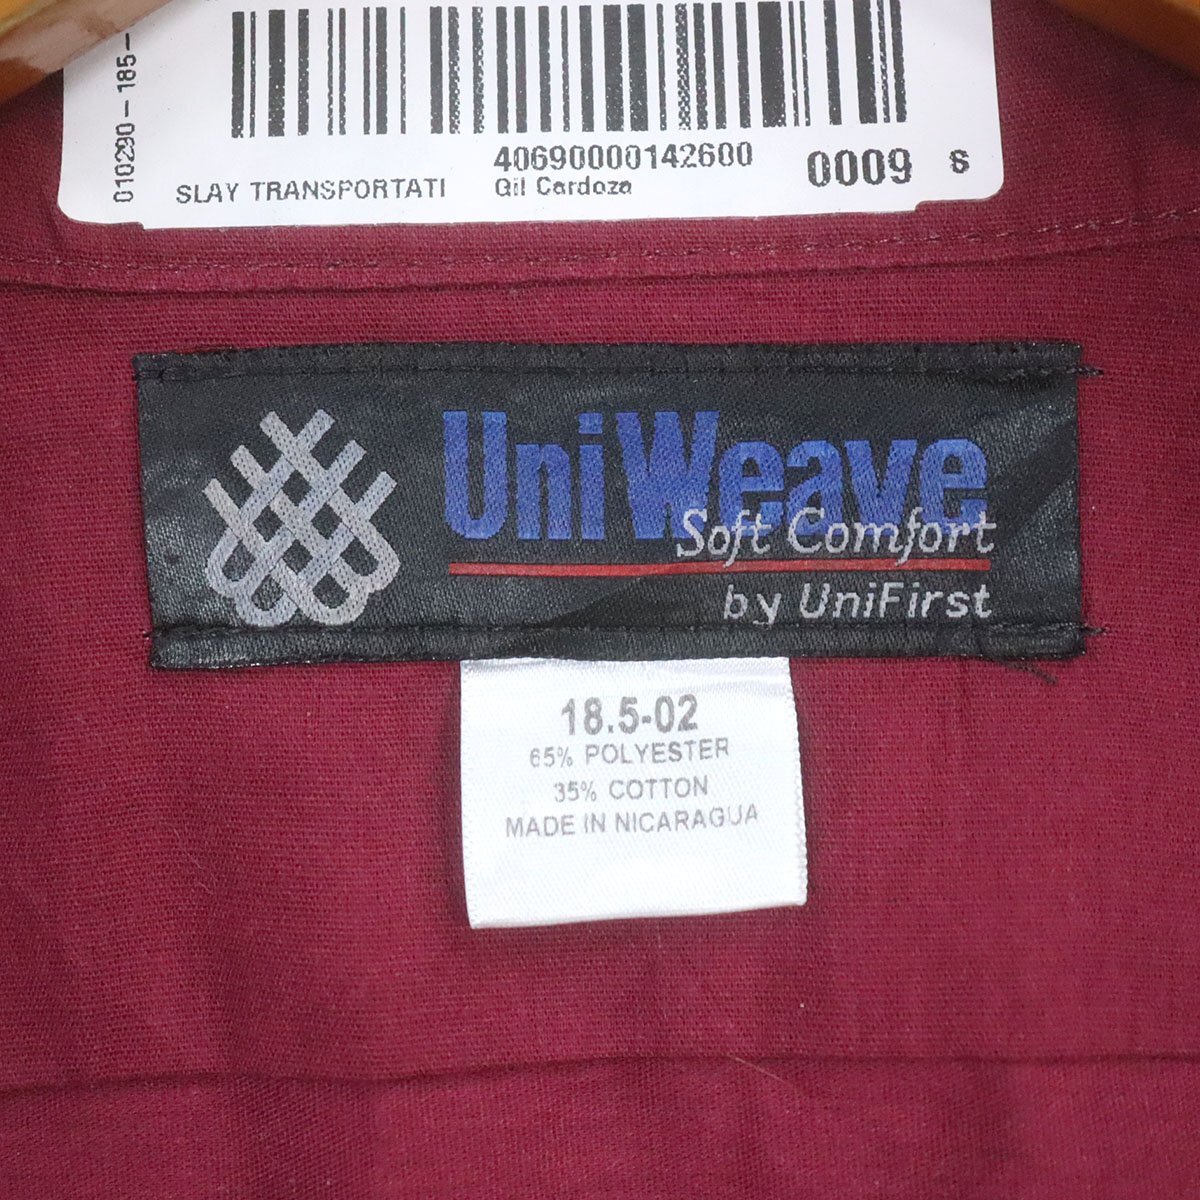 010290-185-
40690000142600
0009 s
SLAY TRANSPORTATI
Gil Cardoza
UniWeave
Soft Comfort
by UniFirst
18.5-02
65% POLYESTER
35% COTTON
MADE IN NICARAGUA